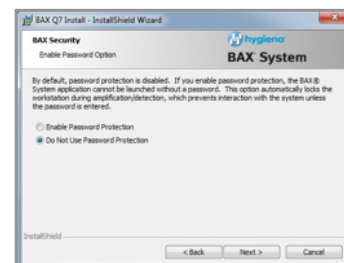 BAX Q7 Install - InstallShield Wizard
BAX Security
Enable Password Option
hygiena
BAX System
By default, password protection is disabled. If you enable password protection, the BAX®
System application cannot be launched without a password. This option automatically locks the
workstation during amplification/detection, which prevents interaction with the system unless
the password is entered.
Enable Password Protection
Do Not Use Password Protection
InstallShield
< Back
Next >
Cancel